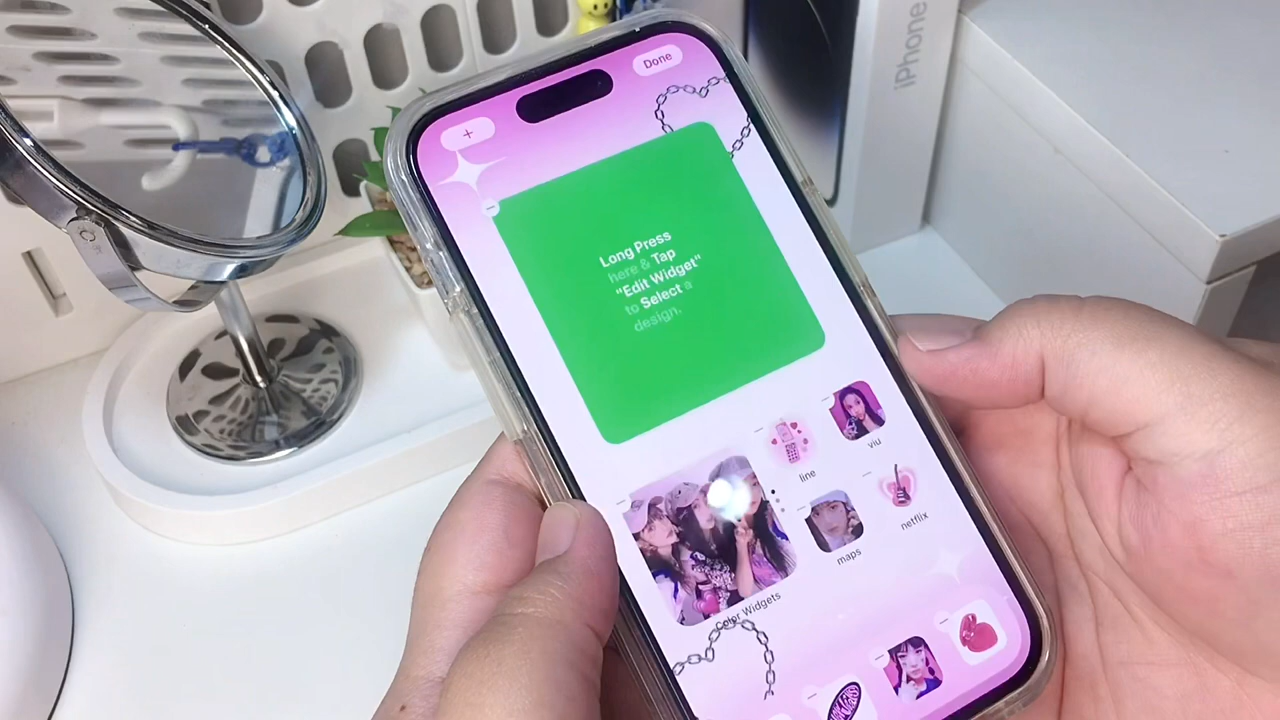 iPhone
Done
+
Long Press
here & Tap
"Edit Widget"
to Select a
design.
viu
line
netflix
maps
Color Widgets